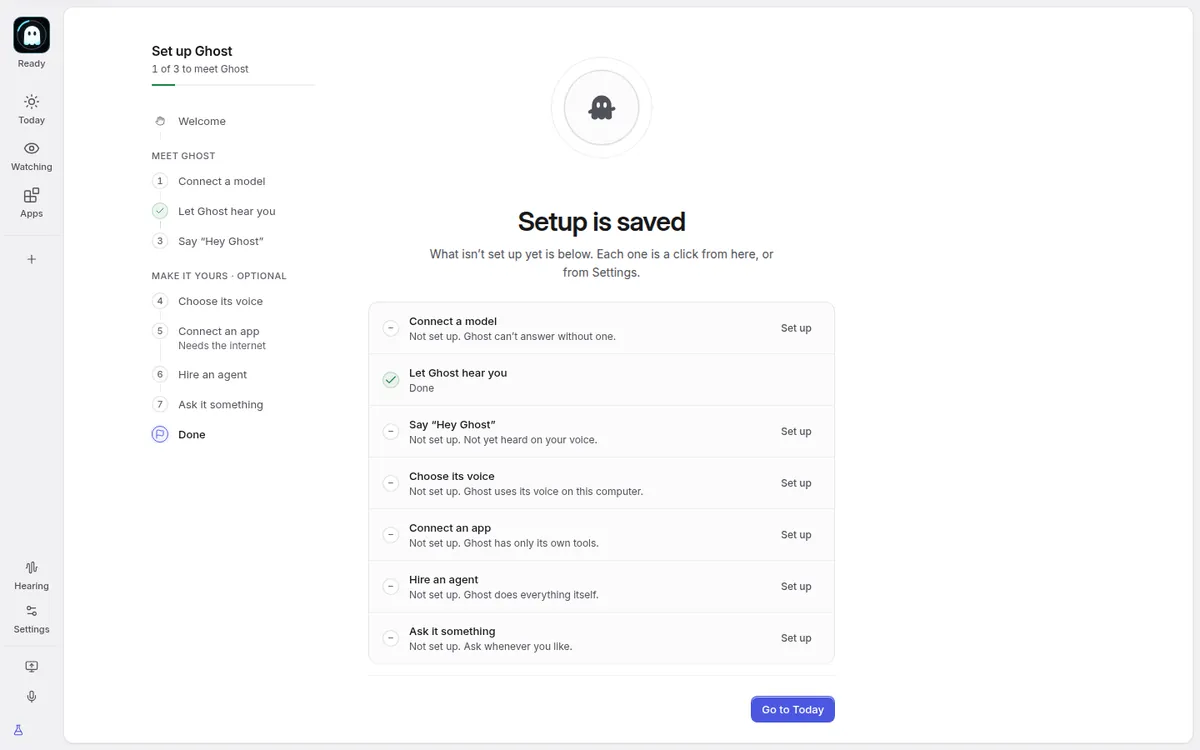 Ready
Today
Watching
Apps
Hearing
Settings
Set up Ghost
1 of 3 to meet Ghost
Welcome
MEET GHOST
1 Connect a model
Let Ghost hear you
3 Say “Hey Ghost”
MAKE IT YOURS · OPTIONAL
4 Choose its voice
5 Connect an app
Needs the internet
6 Hire an agent
7 Ask it something
Done
Setup is saved
What isn’t set up yet is below. Each one is a click from here, or
from Settings.
Connect a model
Not set up. Ghost can’t answer without one.
Set up
Let Ghost hear you
Done
Say “Hey Ghost”
Not set up. Not yet heard on your voice.
Set up
Choose its voice
Not set up. Ghost uses its voice on this computer.
Set up
Connect an app
Not set up. Ghost has only its own tools.
Set up
Hire an agent
Not set up. Ghost does everything itself.
Set up
Ask it something
Not set up. Ask whenever you like.
Set up
Go to Today